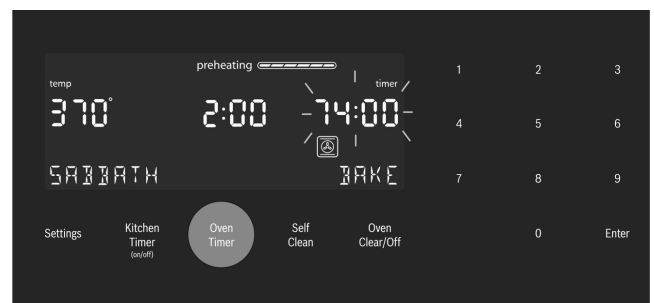 preheating
temp
timer
370°
2:00
74:00
SABBATH
BAKE
1 2 3
4 5 6
7 8 9
0 Enter
Settings
Kitchen
Timer
(on/off)
Oven
Timer
Self
Clean
Oven
Clear/Off